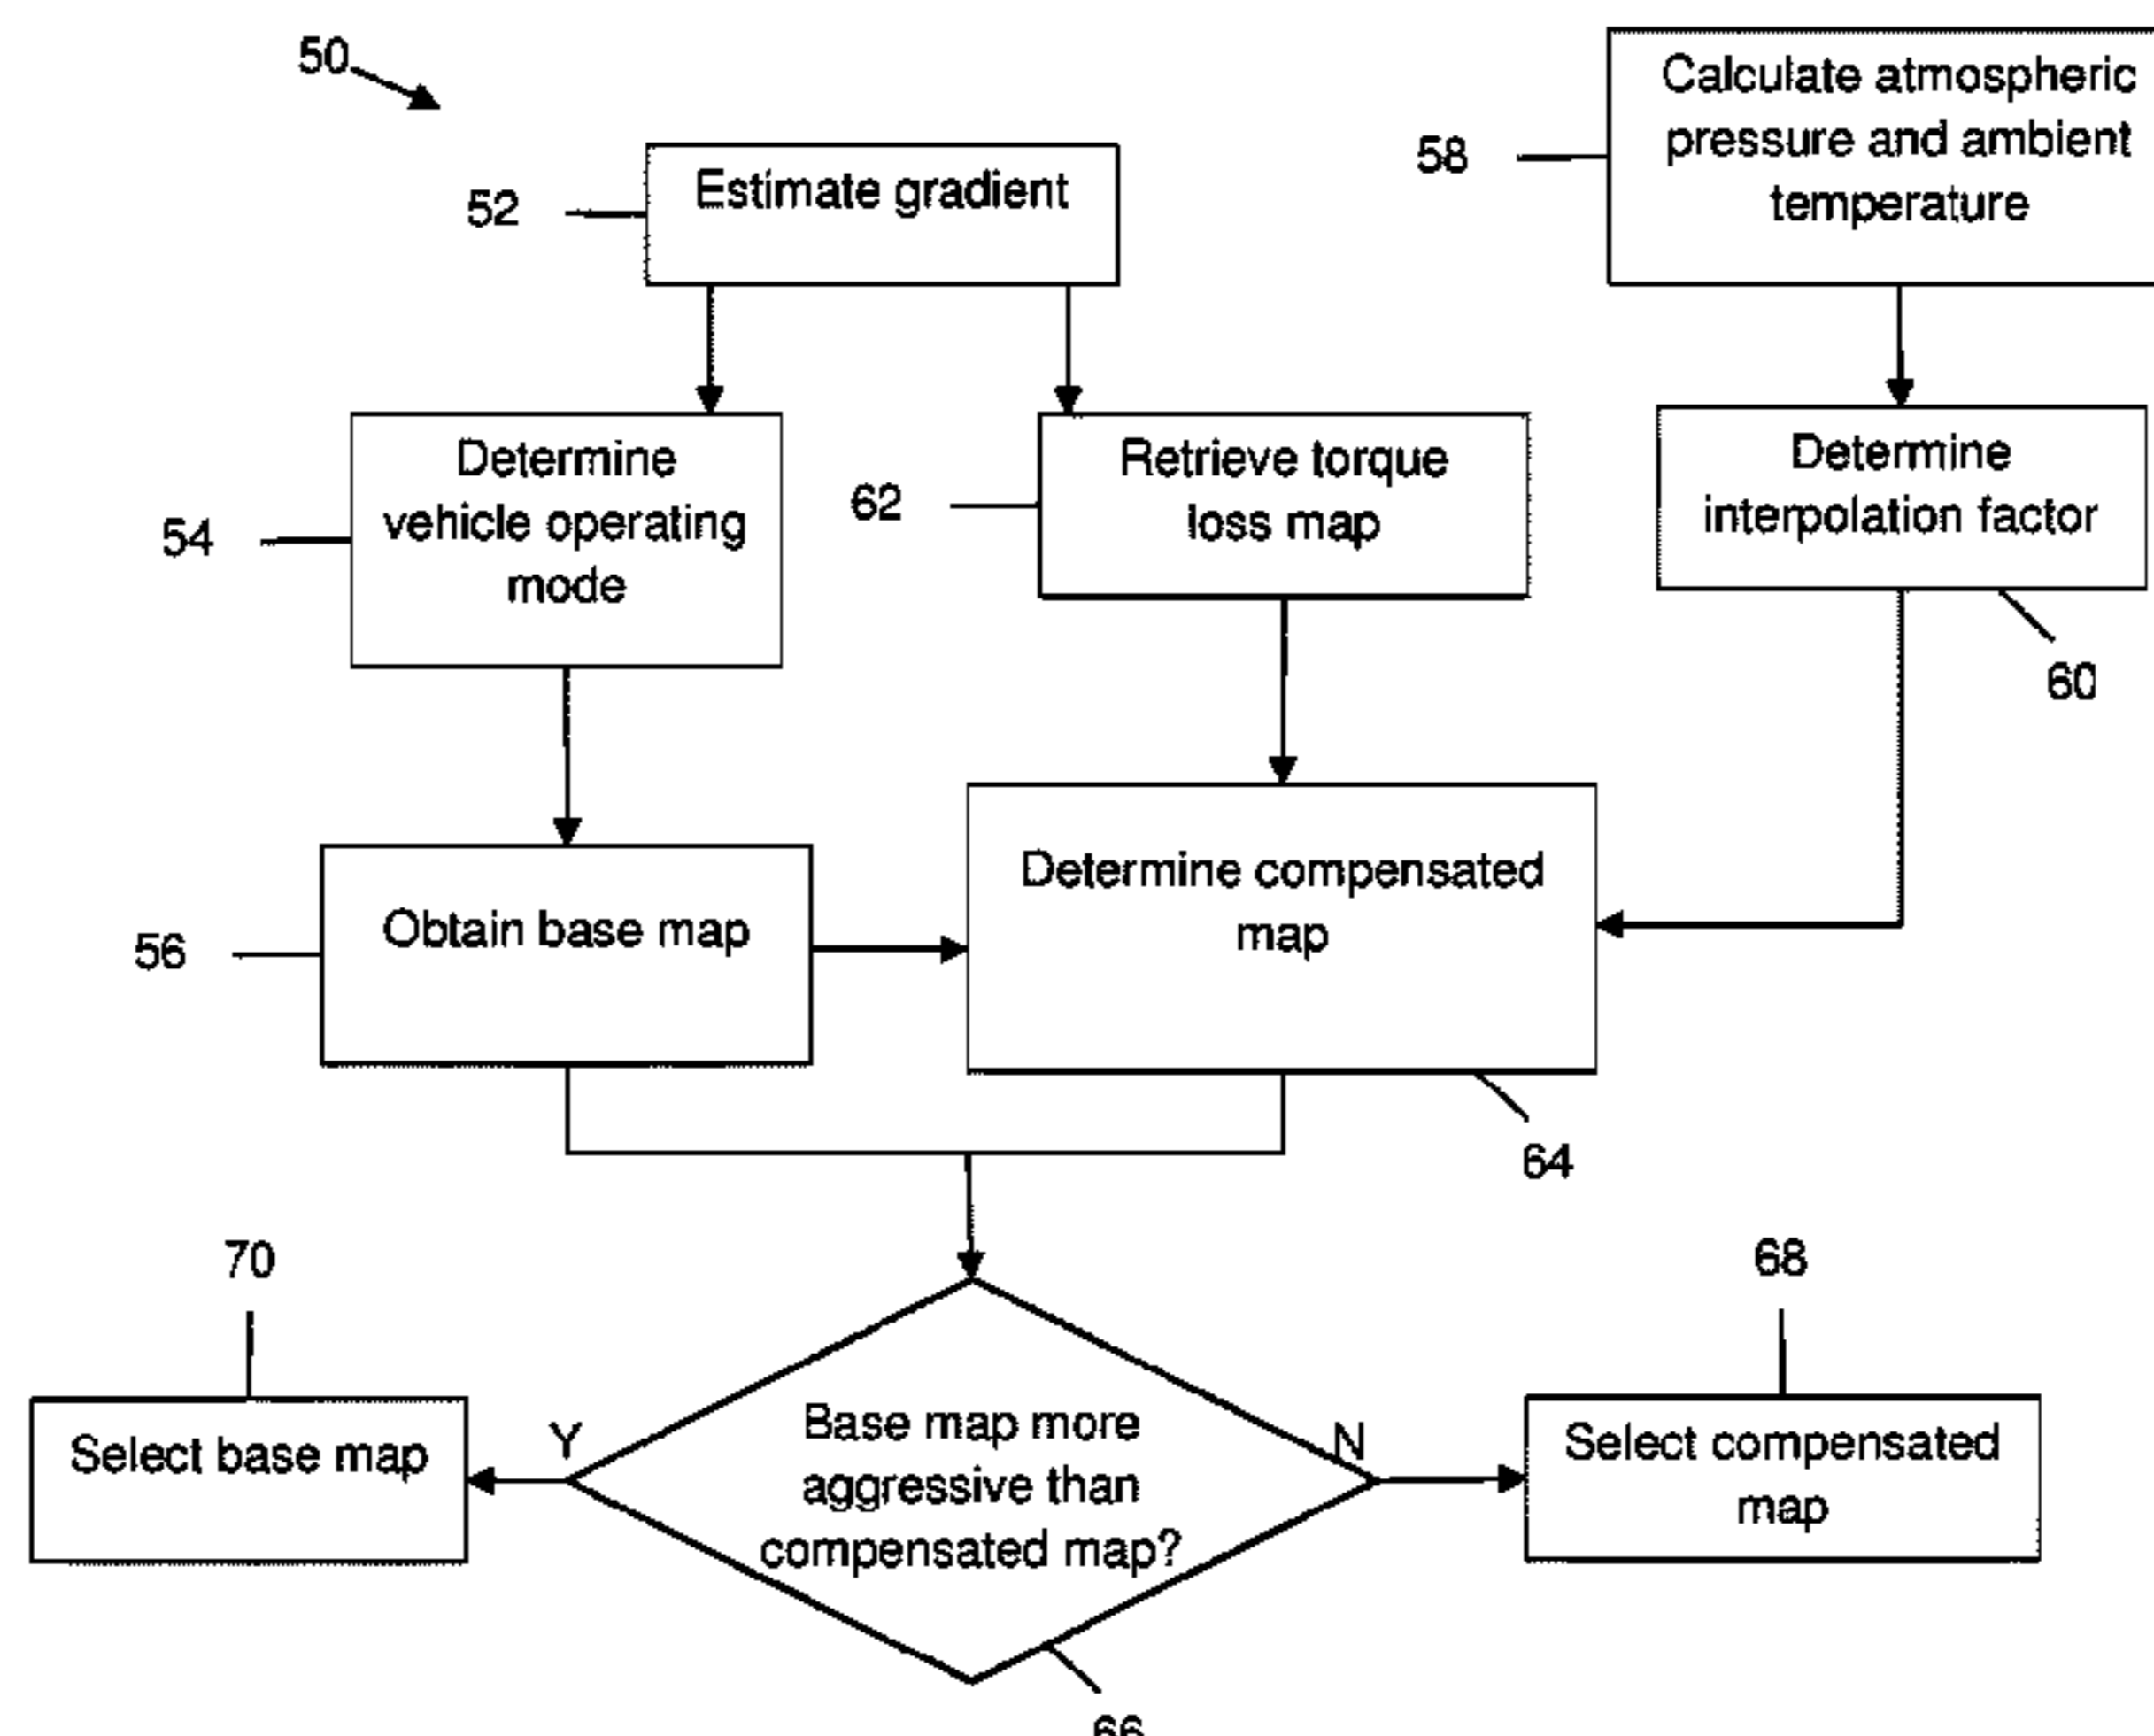 50
Calculate atmospheric
pressure and ambient
temperature
58
Estimate gradient
52
Determine
vehicle operating
mode
54
Retrieve torque
loss map
62
Determine
interpolation factor
60
Obtain base map
56
Determine compensated
map
64
70
68
Select base map
Y
Base map more
aggressive than
compensated map?
N
Select compensated
map
66